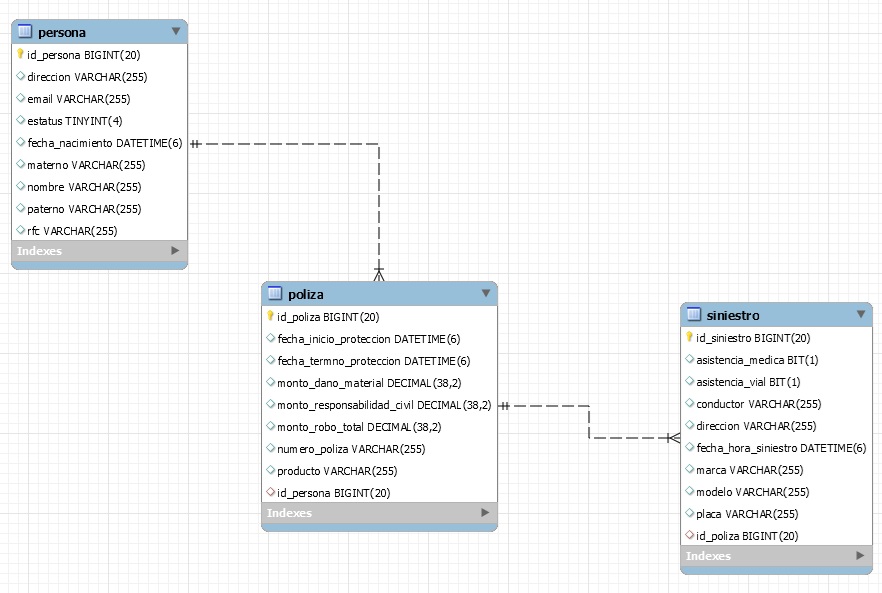 persona
id_persona BIGINT(20)
direccion VARCHAR(255)
email VARCHAR(255)
estatus TINYINT(4)
fecha_nacimiento DATETIME(6)
materno VARCHAR(255)
nombre VARCHAR(255)
paterno VARCHAR(255)
rfc VARCHAR(255)
Indexes
poliza
id_poliza BIGINT(20)
fecha_inicio_proteccion DATETIME(6)
fecha_termno_proteccion DATETIME(6)
monto_dano_material DECIMAL(38,2)
monto_responsabilidad_civil DECIMAL(38,2)
monto_robo_total DECIMAL(38,2)
numero_poliza VARCHAR(255)
producto VARCHAR(255)
id_persona BIGINT(20)
Indexes
siniestro
id_siniestro BIGINT(20)
asistencia_medica BIT(1)
asistencia_vial BIT(1)
conductor VARCHAR(255)
direccion VARCHAR(255)
fecha_hora_siniestro DATETIME(6)
marca VARCHAR(255)
modelo VARCHAR(255)
placa VARCHAR(255)
id_poliza BIGINT(20)
Indexes